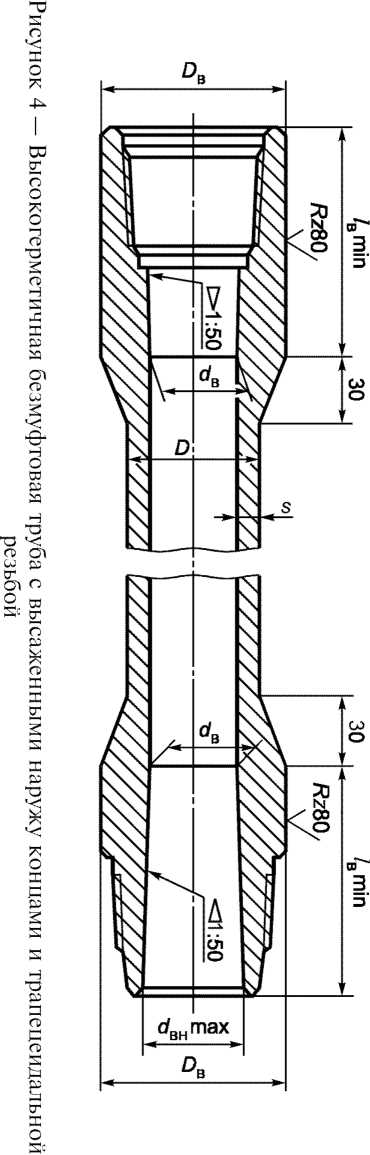 D_в
l_в min
Rz80
▷1:50
d_в
30
D
s
d_в
30
Rz80
l_в min
▷1:50
d_вн max
D_в
Рисунок 4 — Высокогерметичная безмуфтовая труба с высаженными наружу концами и трапецеидальной
резьбой